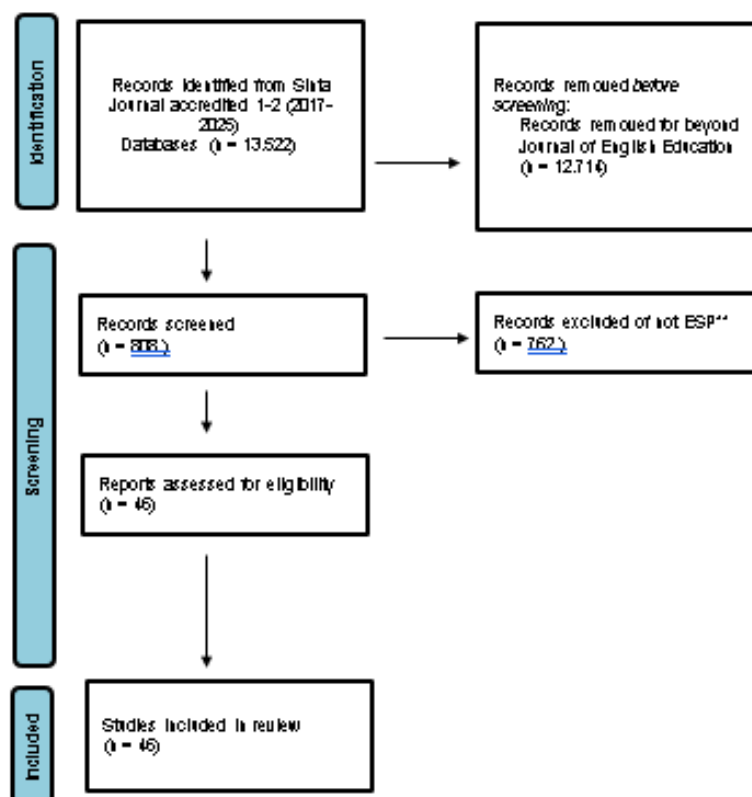 Identification
Records identified from Sinta
Journal accredited 1-2 (2017-
2025)
Databases (n = 13.522)
Records removed before
screening:
Records removed for beyond
Journal of English Education
(n = 12.714)
Screening
Records screened
(n = 808)
Records excluded of not ESP**
(n = 762)
Reports assessed for eligibility
(n = 46)
Included
Studies included in review
(n = 46)